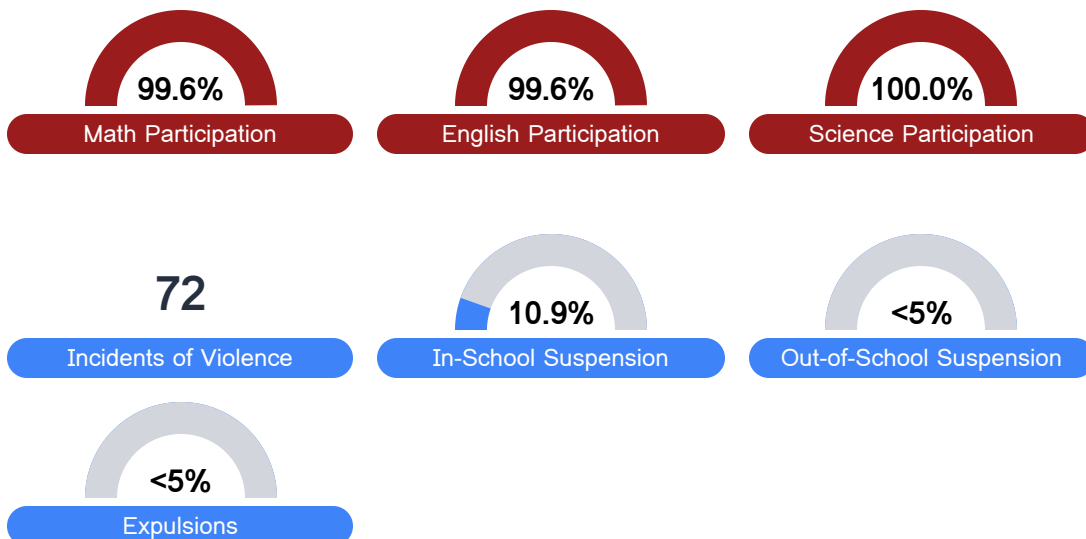 99.6%
Math Participation
99.6%
English Participation
100.0%
Science Participation
72
Incidents of Violence
10.9%
In-School Suspension
<5%
Out-of-School Suspension
<5%
Expulsions